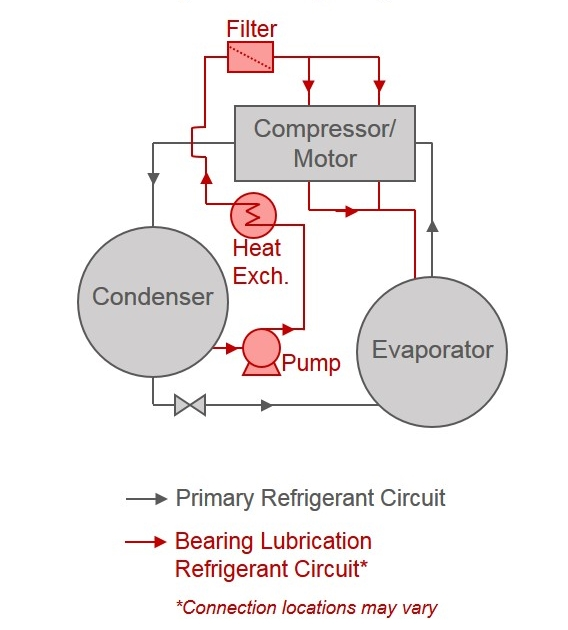 Filter
Compressor/
Motor
Heat
Exch.
Condenser
Evaporator
Pump
Primary Refrigerant Circuit
Bearing Lubrication
Refrigerant Circuit*
*Connection locations may vary